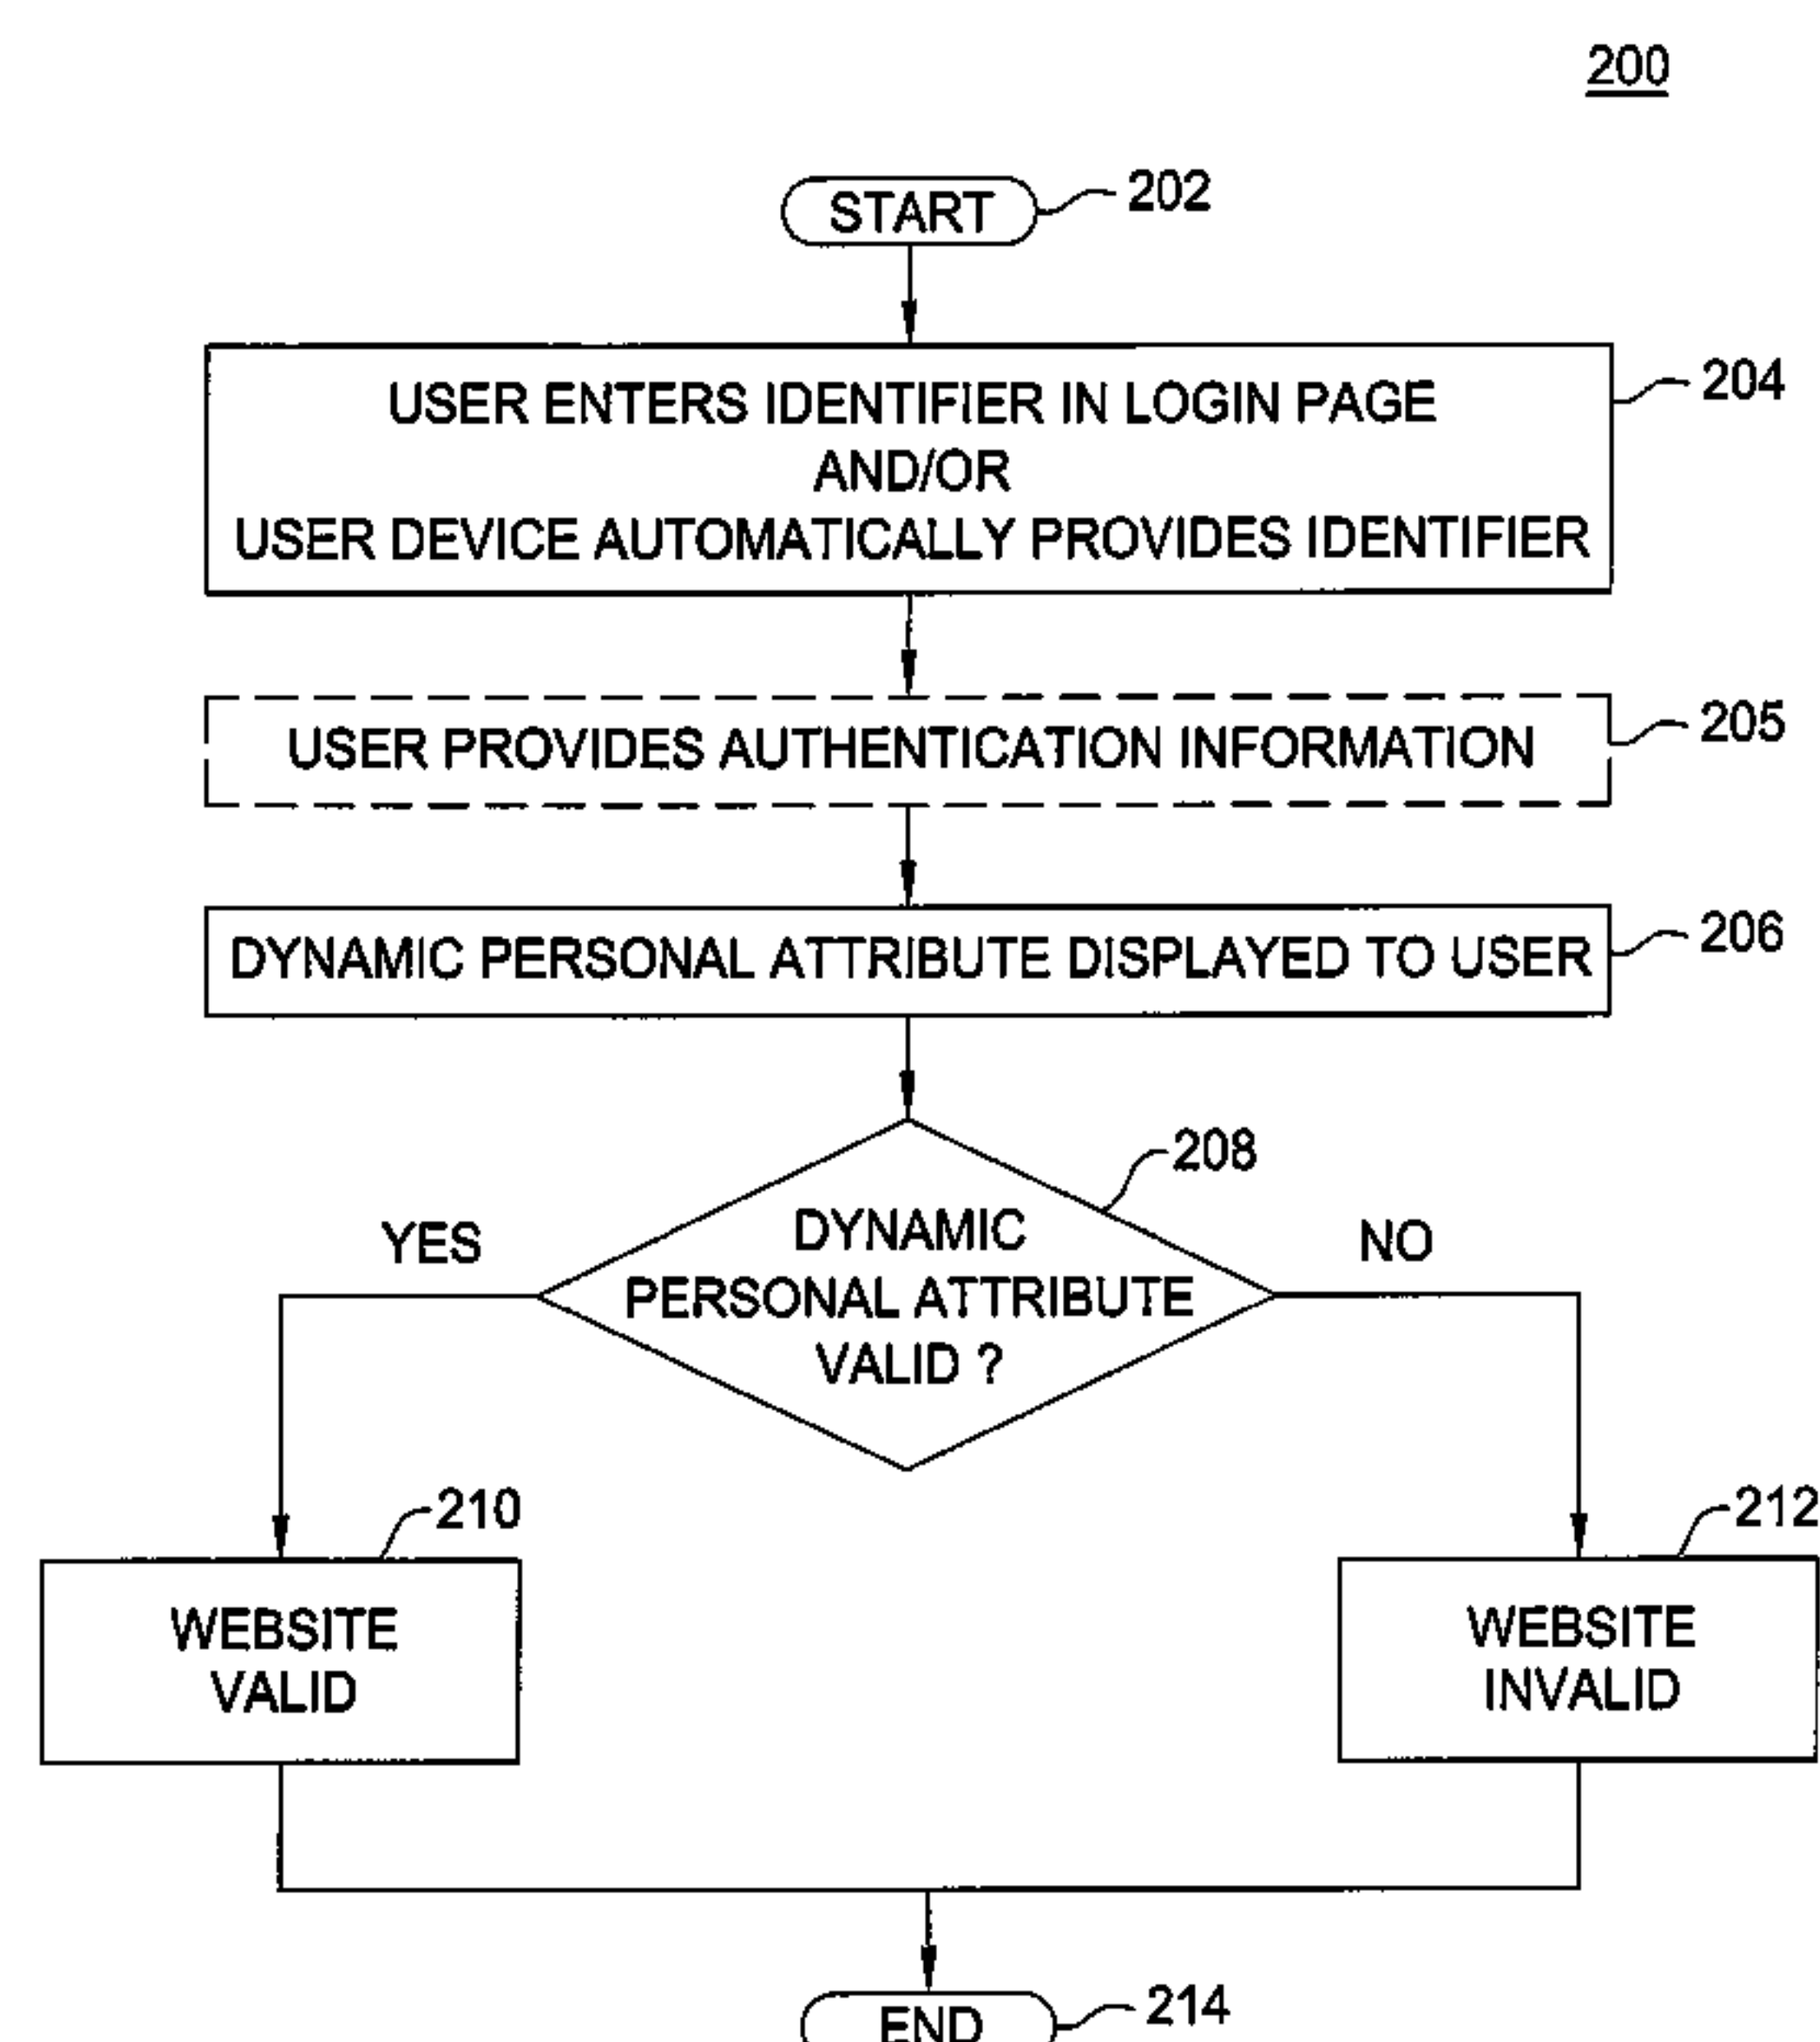 200
START
202
USER ENTERS IDENTIFIER IN LOGIN PAGE
204
AND/OR
USER DEVICE AUTOMATICALLY PROVIDES IDENTIFIER
USER PROVIDES AUTHENTICATION INFORMATION
205
DYNAMIC PERSONAL ATTRIBUTE DISPLAYED TO USER
206
208
YES
DYNAMIC
PERSONAL ATTRIBUTE
VALID ?
NO
210
WEBSITE
VALID
212
WEBSITE
INVALID
END
214